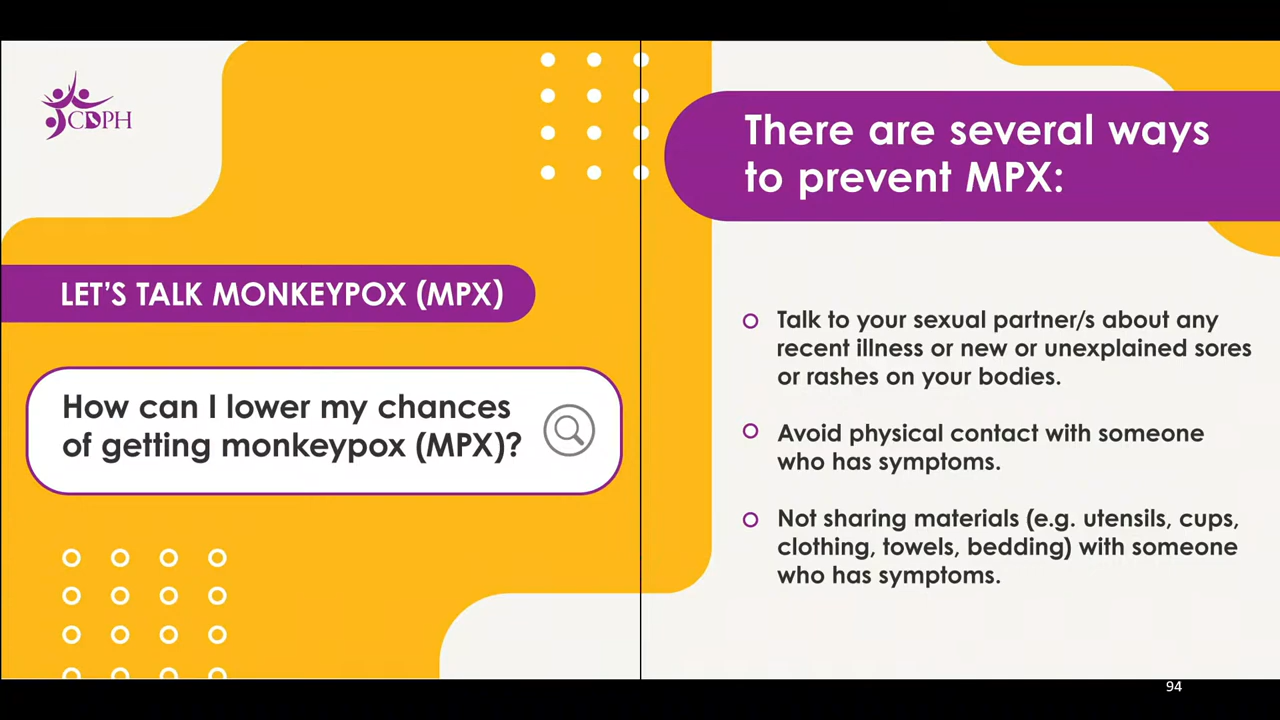 CDPH
LET'S TALK MONKEYPOX (MPX)
How can I lower my chances
of getting monkeypox (MPX)?
There are several ways
to prevent MPX:
Talk to your sexual partner/s about any
recent illness or new or unexplained sores
or rashes on your bodies.
Avoid physical contact with someone
who has symptoms.
Not sharing materials (e.g. utensils, cups,
clothing, towels, bedding) with someone
who has symptoms.
94